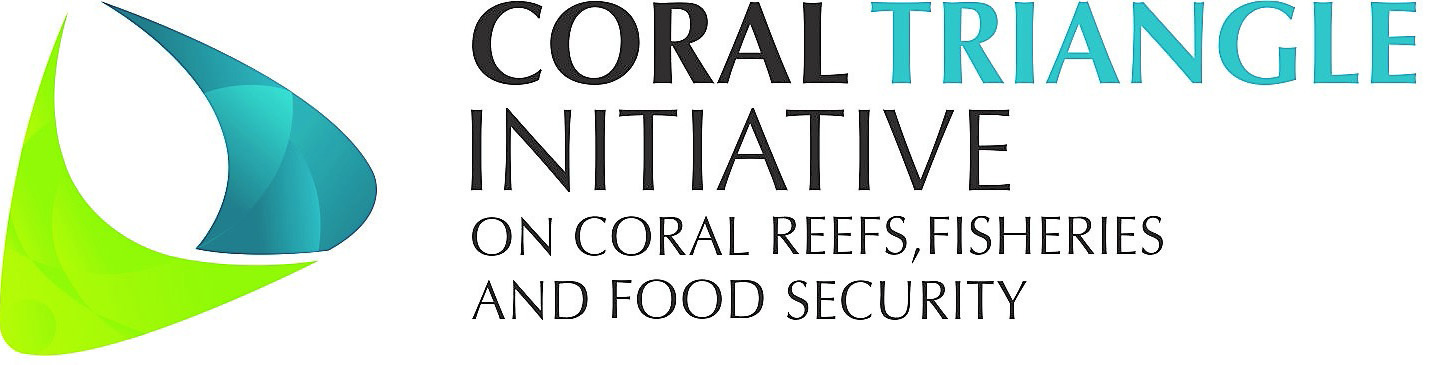 CORAL TRIANGLE
INITIATIVE
ON CORAL REEFS,FISHERIES
AND FOOD SECURITY